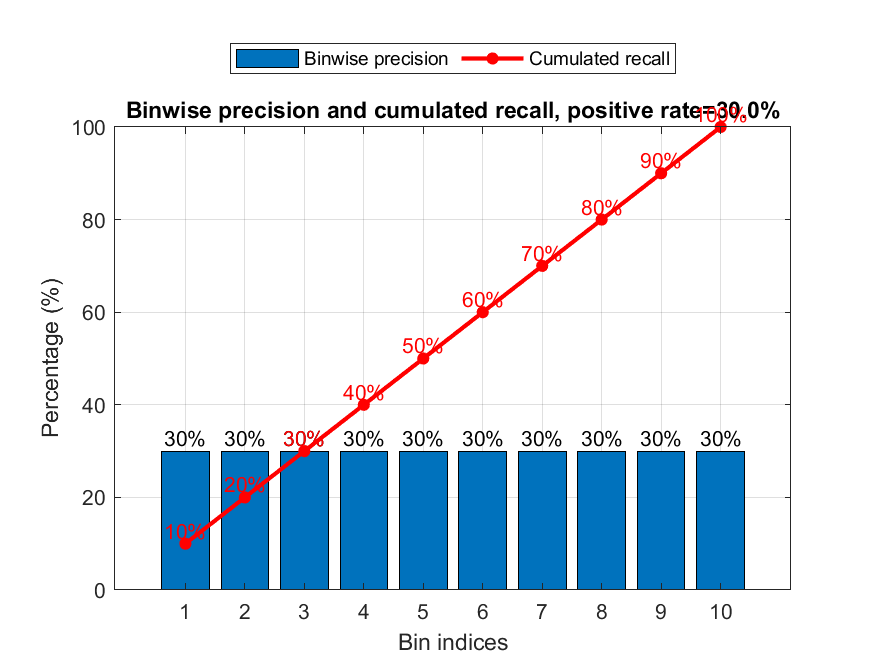 Binwise precision Cumulated recall
Binwise precision and cumulated recall, positive rate=30.0%
100%
90%
80%
70%
60%
50%
40%
30% 30% 30% 30% 30% 30% 30% 30% 30% 30%
20%
10%
100
80
60
40
20
0
Percentage (%)
1 2 3 4 5 6 7 8 9 10
Bin indices